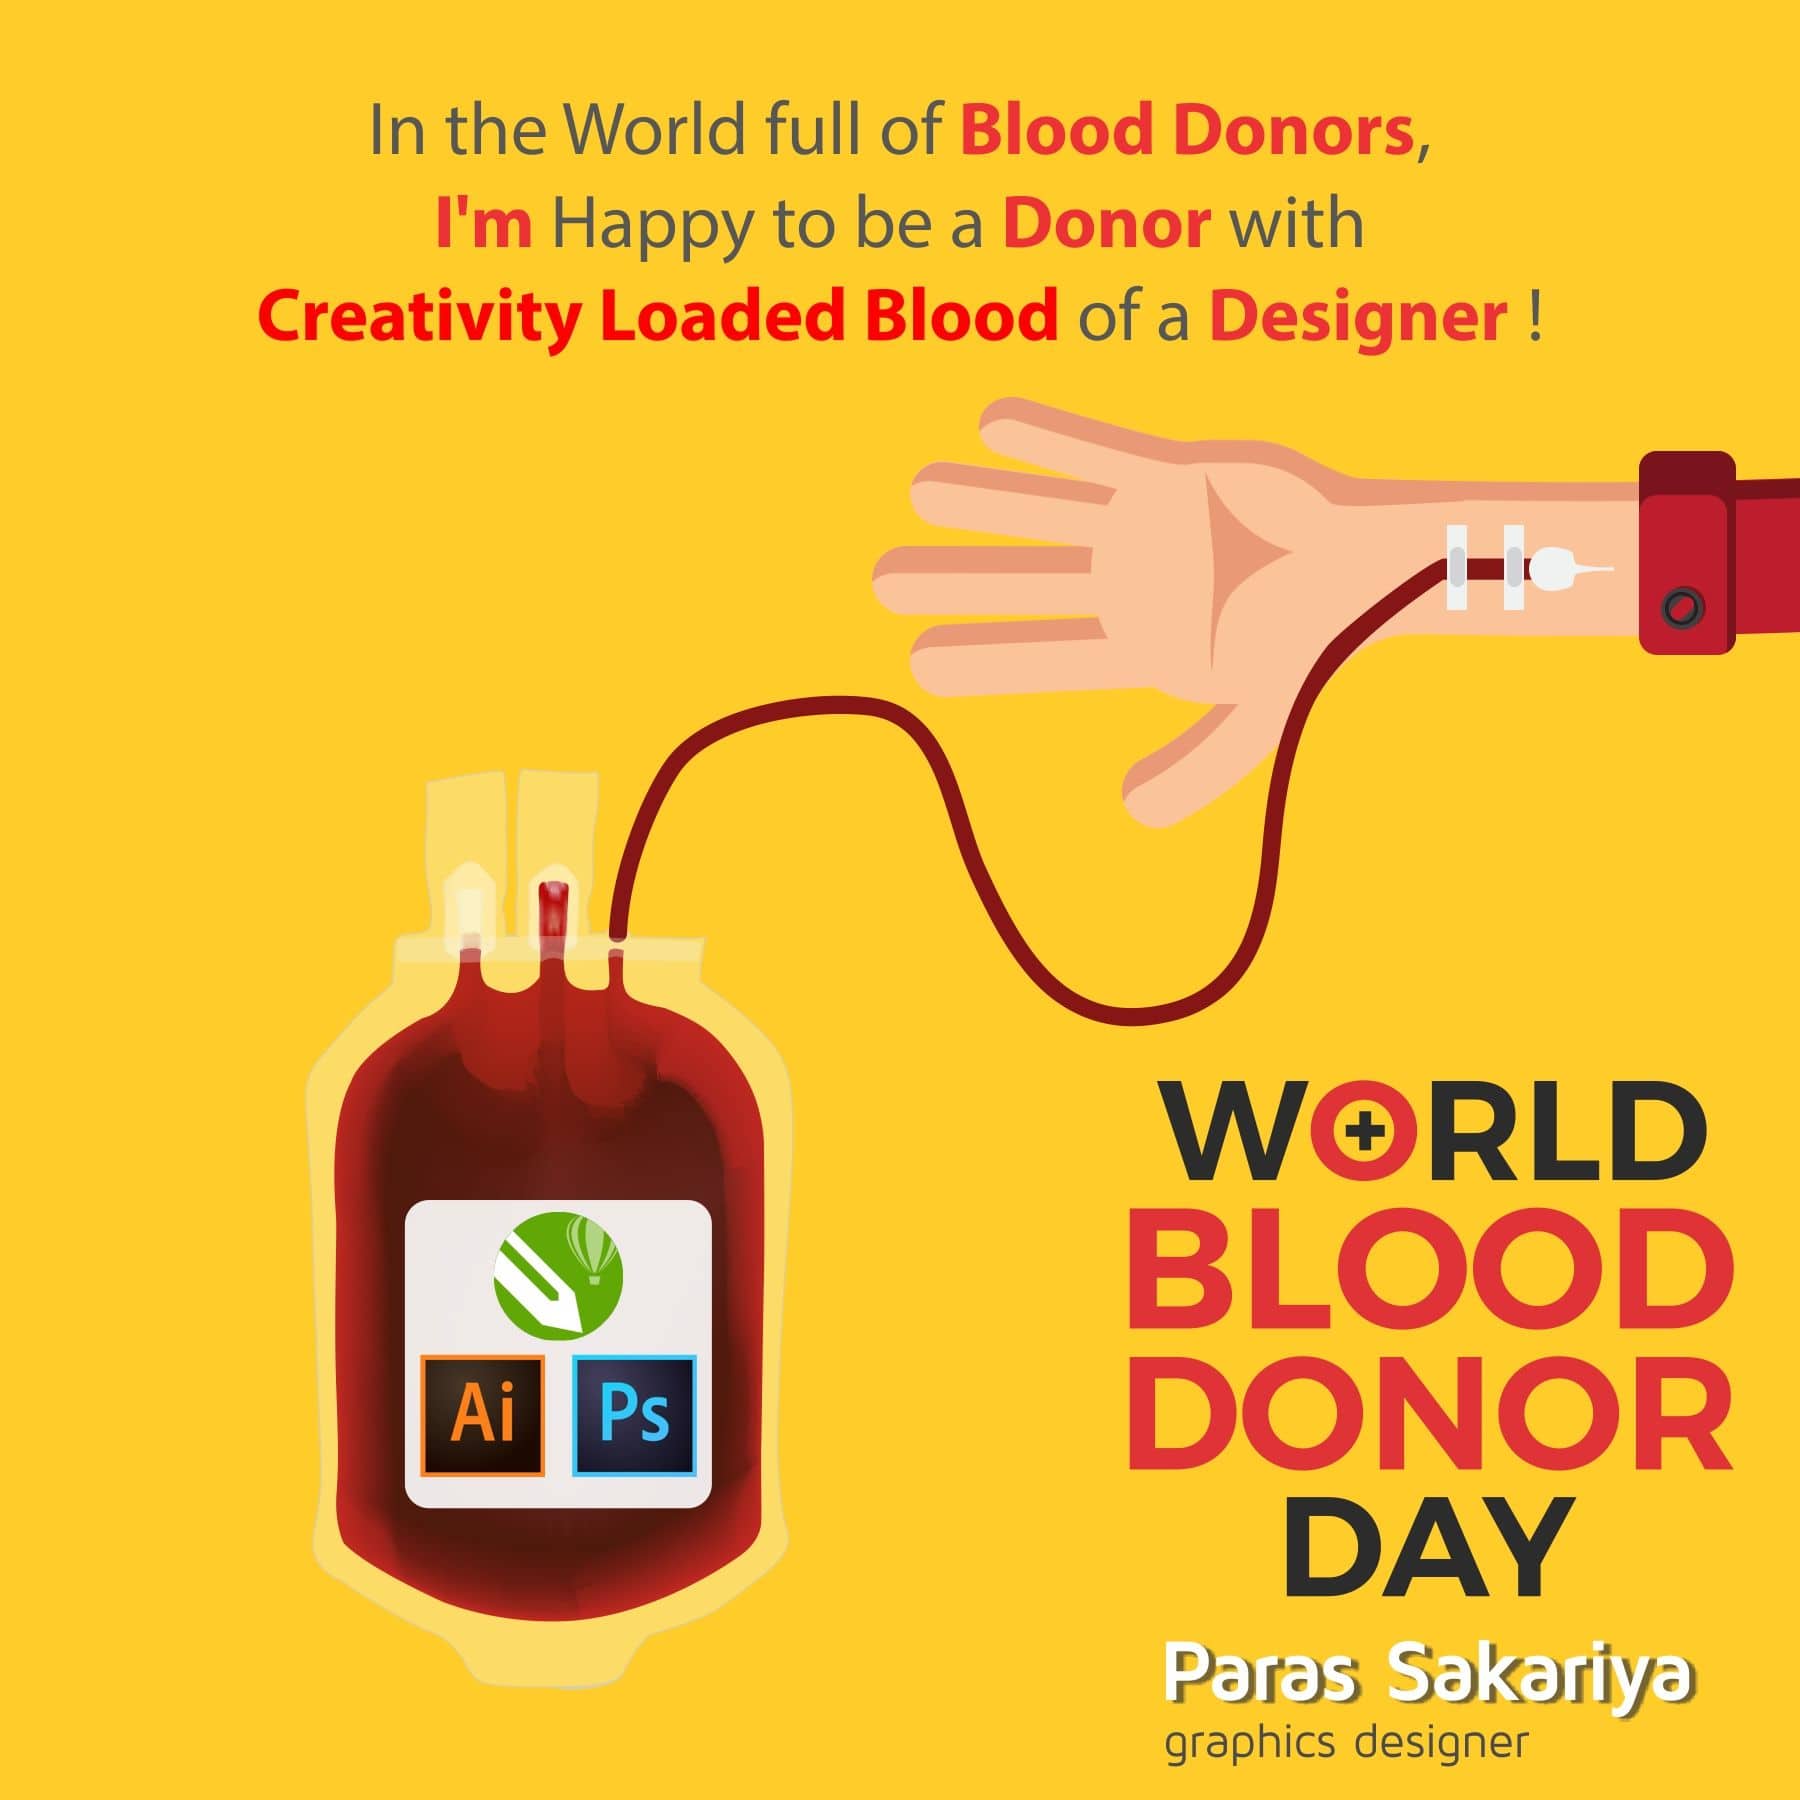 In the World full of Blood Donors,
I'm Happy to be a Donor with
Creativity Loaded Blood of a Designer !
Ai Ps
WORLD
BLOOD
DONOR
DAY
Paras Sakariya
graphics designer